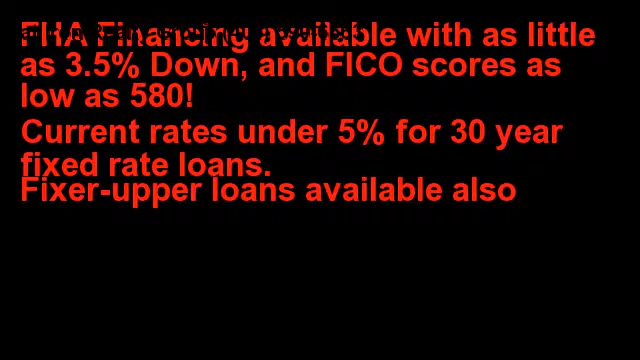 FHA Financing available with as little
as 3.5% Down, and FICO scores as
low as 580!
Current rates under 5% for 30 year
fixed rate loans.
Fixer-upper loans available also